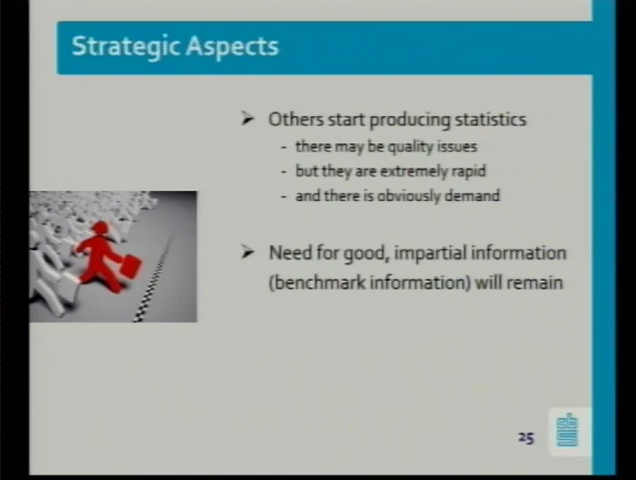 Strategic Aspects
➤ Others start producing statistics
- there may be quality issues
- but they are extremely rapid
- and there is obviously demand
➤ Need for good, impartial information
(benchmark information) will remain
25